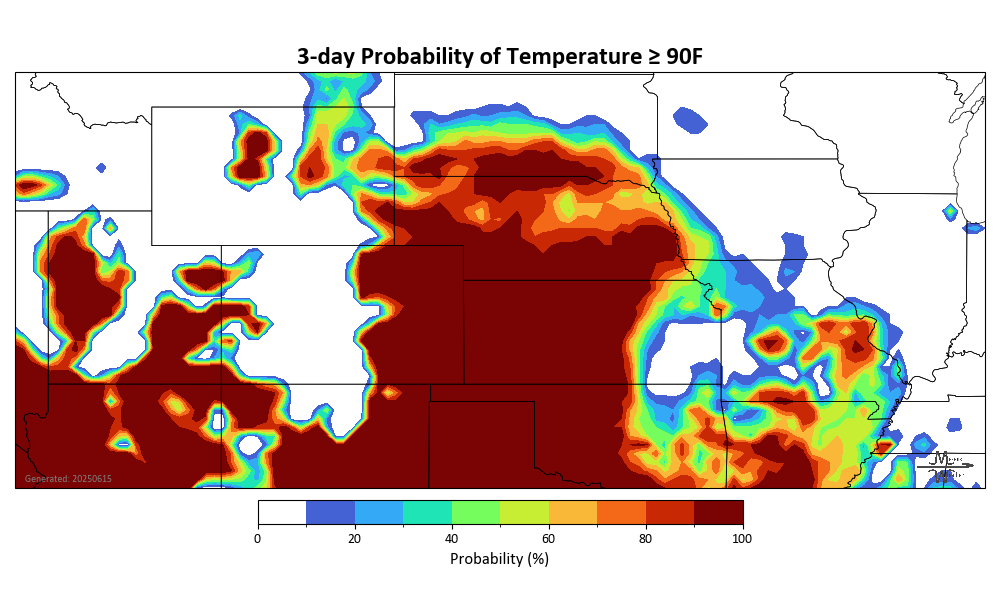 3-day Probability of Temperature ≥ 90F
Generated: 20250615
0 20 40 60 80 100
Probability (%)